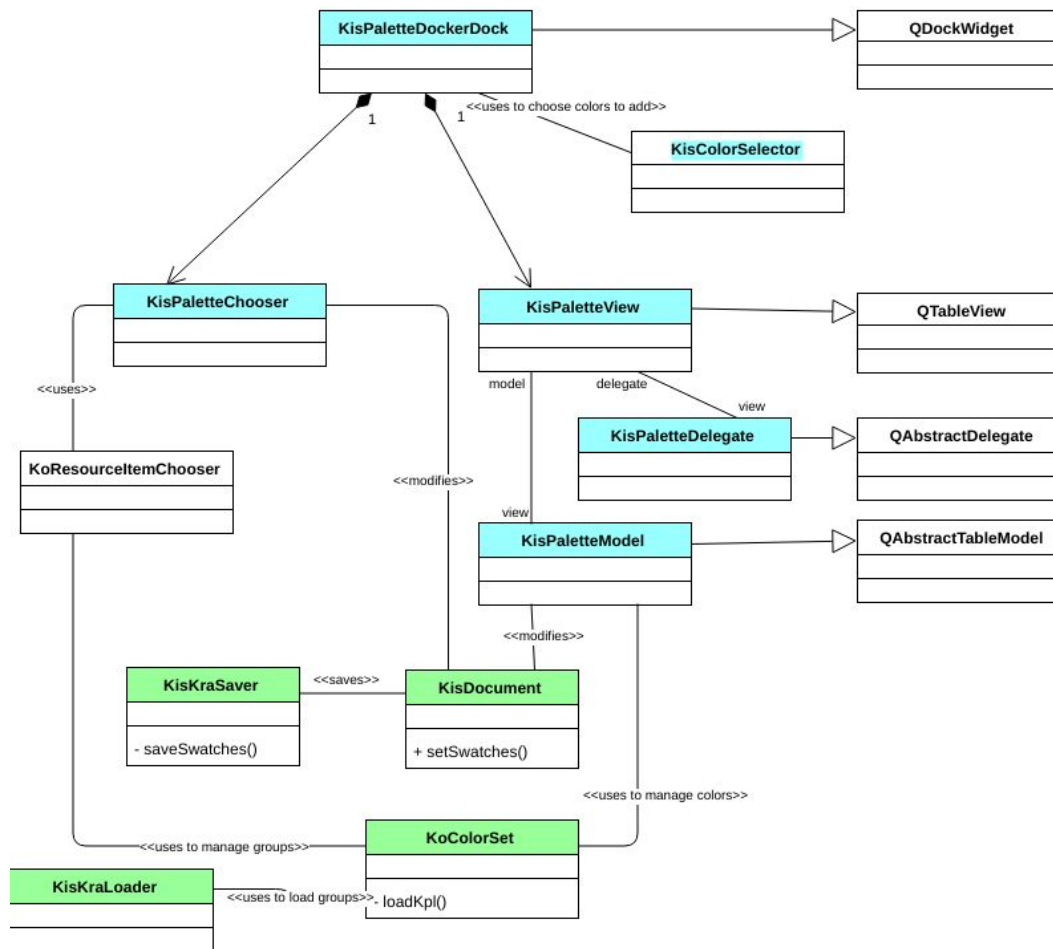 KisPaletteDockerDock
QDockWidget
<<uses to choose colors to add>>
1
1
KisColorSelector
KisPaletteChooser
KisPaletteView
QTableView
<<uses>>
model
delegate
view
KisPaletteDelegate
QAbstractDelegate
KoResourceItemChooser
<<modifies>>
view
KisPaletteModel
QAbstractTableModel
<<modifies>>
KisKraSaver
<<saves>>
KisDocument
- saveSwatches()
+ setSwatches()
<<uses to manage colors>>
KoColorSet
<<uses to manage groups>>
KisKraLoader
<<uses to load groups>>
- loadKpl()